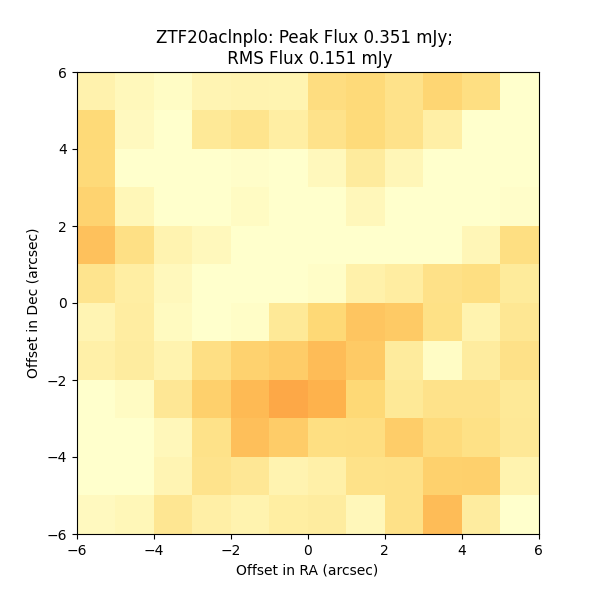 ZTF20aclnplo: Peak Flux 0.351 mJy;
RMS Flux 0.151 mJy
6
4
2
0
−2
−4
−6
Offset in Dec (arcsec)
−6 −4 −2 0 2 4 6
Offset in RA (arcsec)